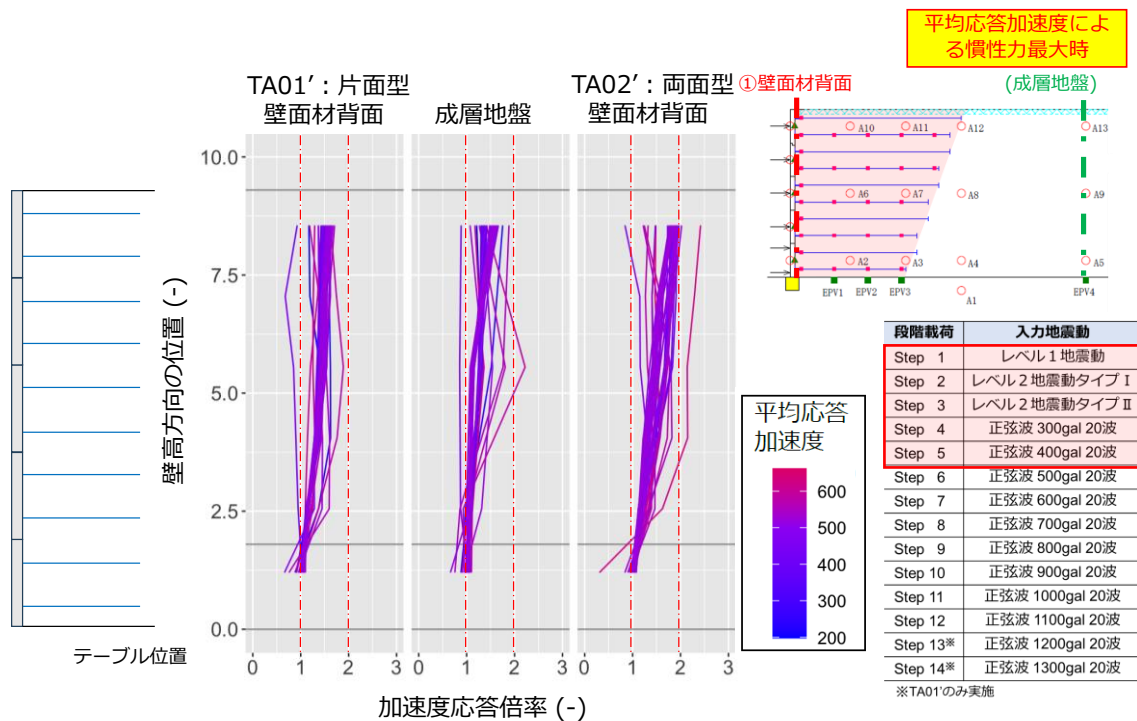 平均応答加速度によ
る慣性力最大時
TA01’：片面型
壁面材背面
成層地盤
TA02’：両面型
壁面材背面
①壁面材背面
(成層地盤)
A10
A11
A12
A13
A6
A7
A8
A9
A2
A3
A4
A5
EPV1
EPV2
EPV3
A1
EPV4
壁高方向の位置 (-)
10.0
7.5
5.0
2.5
0.0
0 1 2 3
0 1 2 3
0 1 2 3
加速度応答倍率 (-)
テーブル位置
平均応答
加速度
600
500
400
300
200
段階載荷 入力地震動
Step 1 レベル１地震動
Step 2 レベル２地震動タイプⅠ
Step 3 レベル２地震動タイプⅡ
Step 4 正弦波 300gal 20波
Step 5 正弦波 400gal 20波
Step 6 正弦波 500gal 20波
Step 7 正弦波 600gal 20波
Step 8 正弦波 700gal 20波
Step 9 正弦波 800gal 20波
Step 10 正弦波 900gal 20波
Step 11 正弦波 1000gal 20波
Step 12 正弦波 1100gal 20波
Step 13※ 正弦波 1200gal 20波
Step 14※ 正弦波 1300gal 20波
※TA01’のみ実施